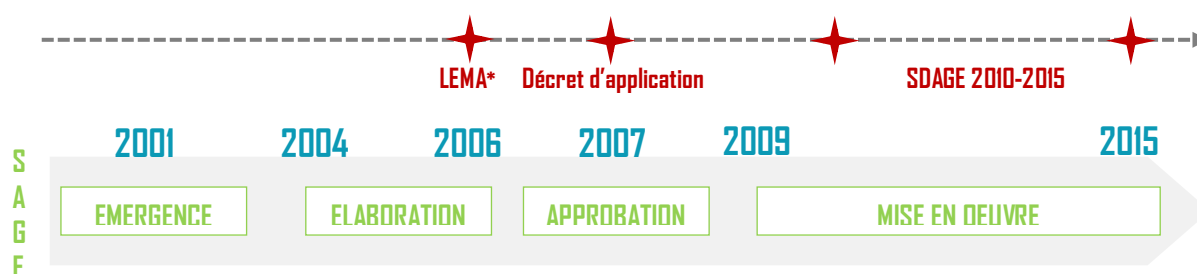 LEMA* Décret d'application SDAGE 2010-2015
2001 2004 2006 2007 2009 2015
S
A
G
E
EMERGENCE ELABORATION APPROBATION MISE EN OEUVRE